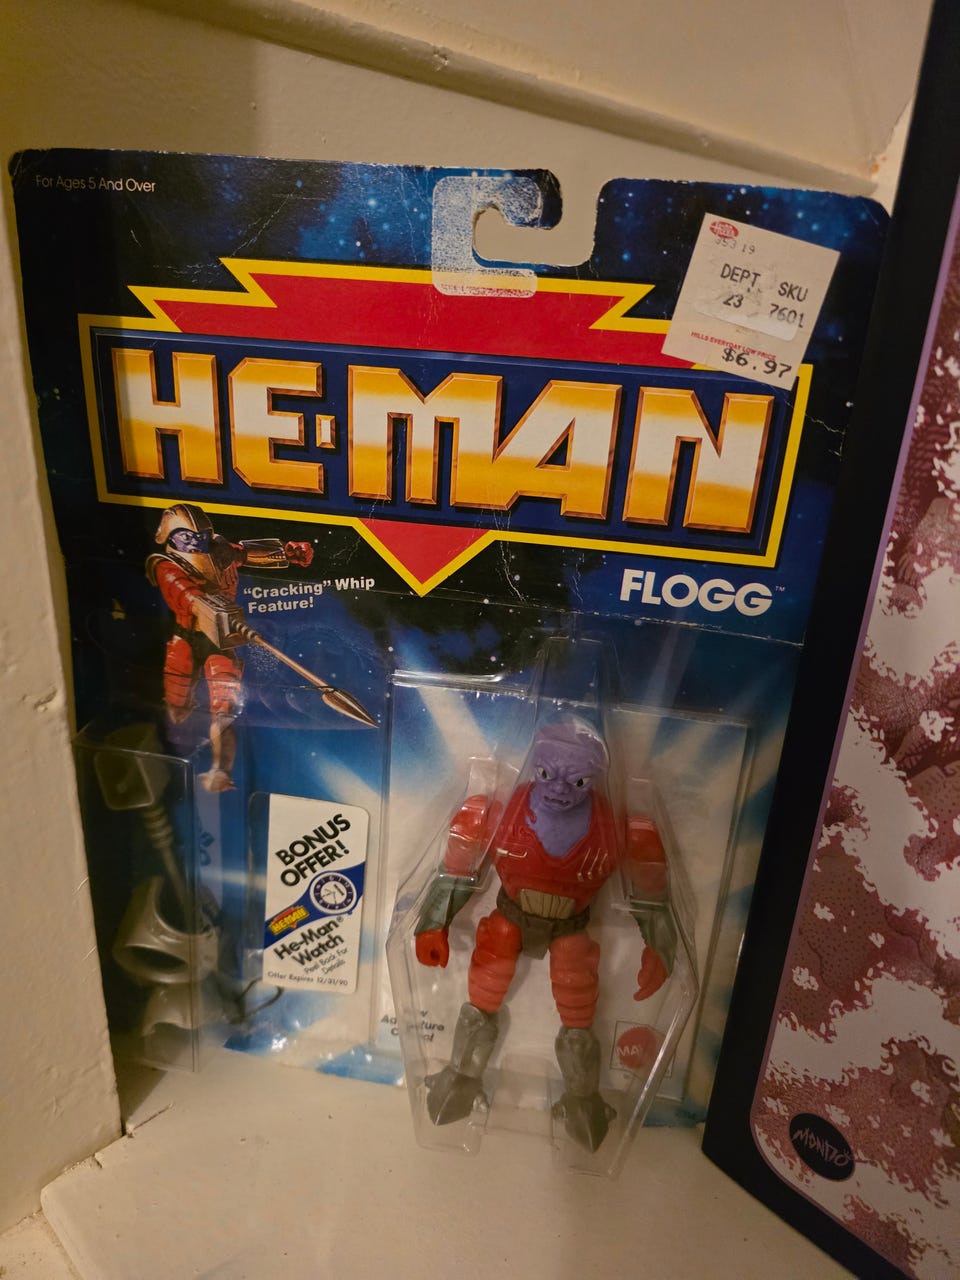 For Ages 5 And Over
DEPT SKU
23 7601
HILLS EVERYDAY LOW PRICE
$6.97
HE-MAN
"Cracking" Whip
Feature!
FLOGG™
BONUS
OFFER!
HE-MAN
He-Man®
Watch
Peel Back For
Details
Offer Expires 12/31/90
MONDO